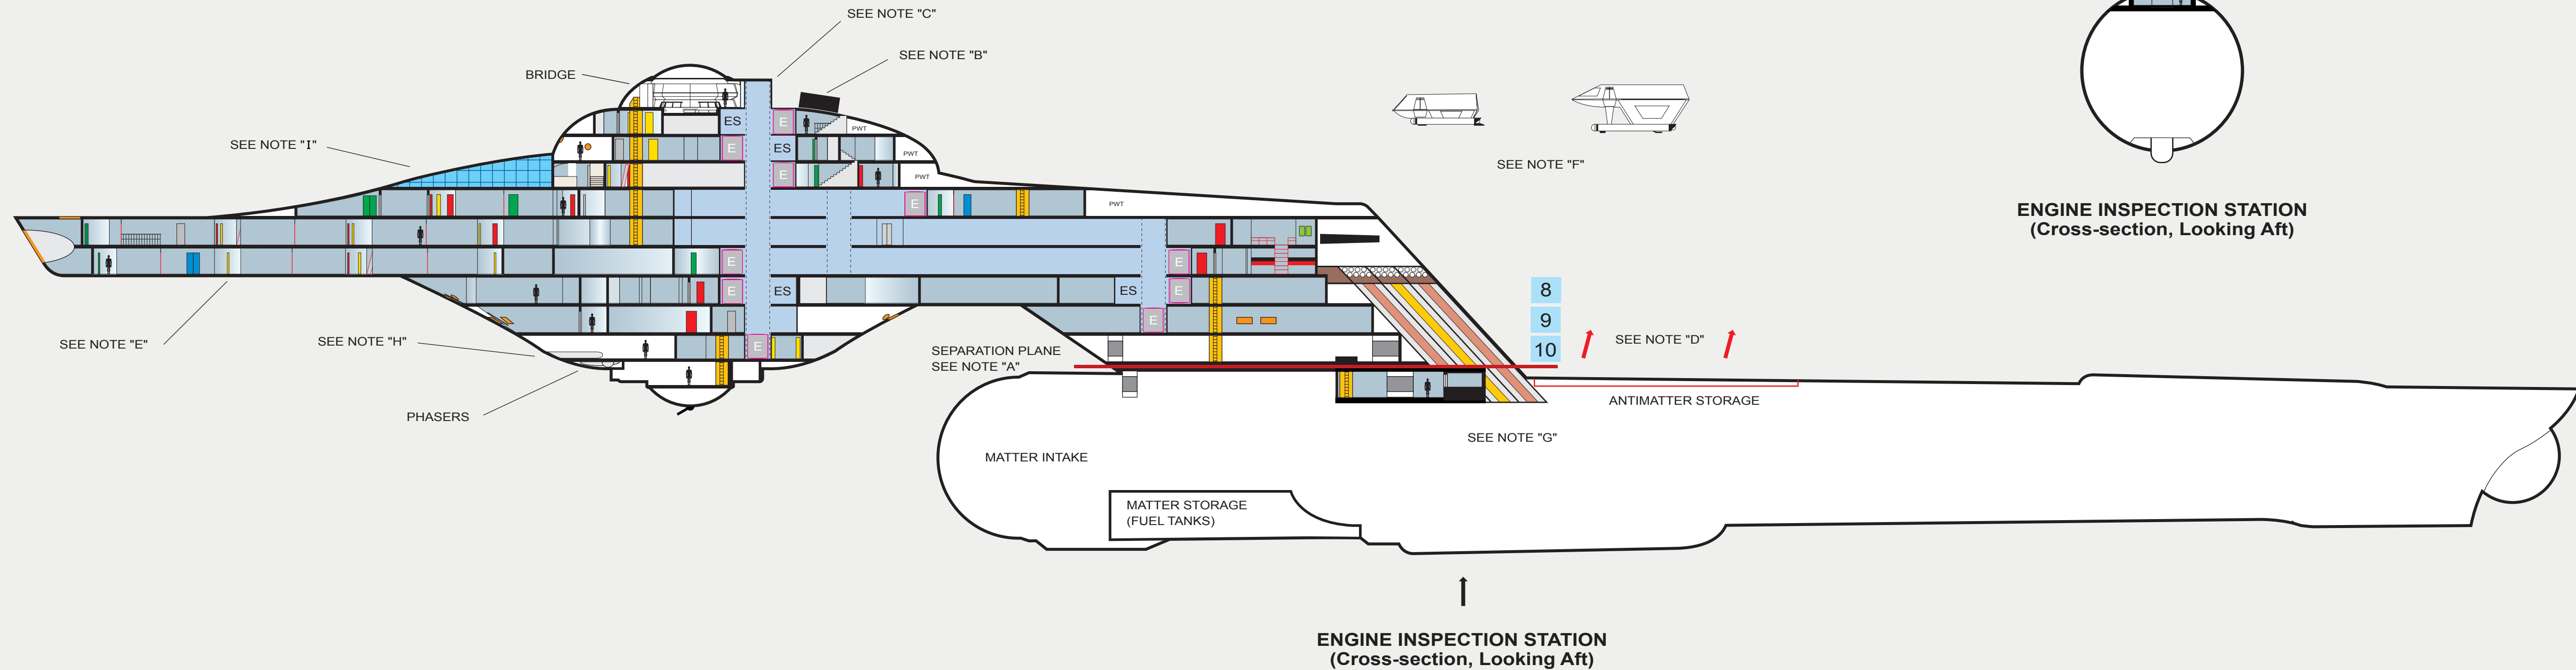 SEE NOTE "C"
SEE NOTE "B"
BRIDGE
ES
E
PWT
SEE NOTE "I"
E
ES
PWT
SEE NOTE "F"
E
PWT
E
PWT
ENGINE INSPECTION STATION
(Cross-section, Looking Aft)
E
E
E
ES
ES
E
8
E
9
SEE NOTE "E"
SEE NOTE "H"
E
SEPARATION PLANE
SEE NOTE "A"
10
SEE NOTE "D"
PHASERS
ANTIMATTER STORAGE
SEE NOTE "G"
MATTER INTAKE
MATTER STORAGE
(FUEL TANKS)
ENGINE INSPECTION STATION
(Cross-section, Looking Aft)